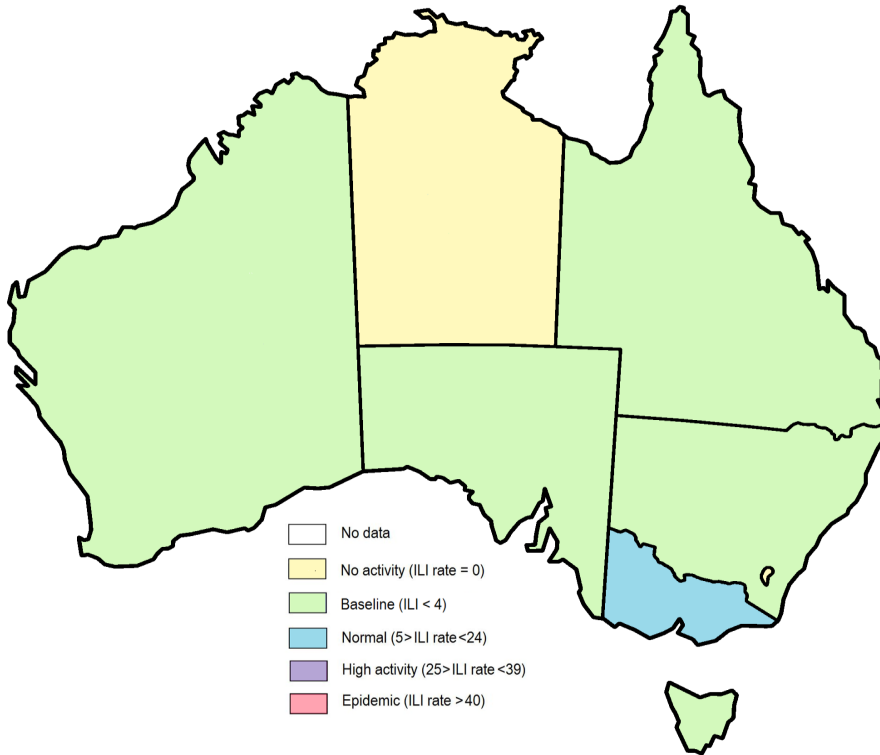 No data
No activity (ILI rate = 0)
Baseline (ILI < 4)
Normal (5> ILI rate <24)
High activity (25> ILI rate <39)
Epidemic (ILI rate >40)